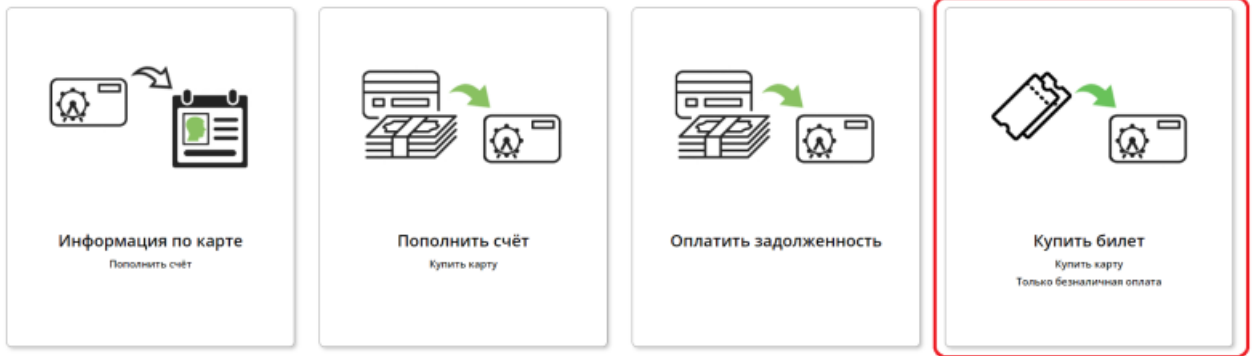 Информация по карте
Пополнить счёт
Пополнить счёт
Купить карту
Оплатить задолженность
Купить билет
Купить карту
Только безналичная оплата